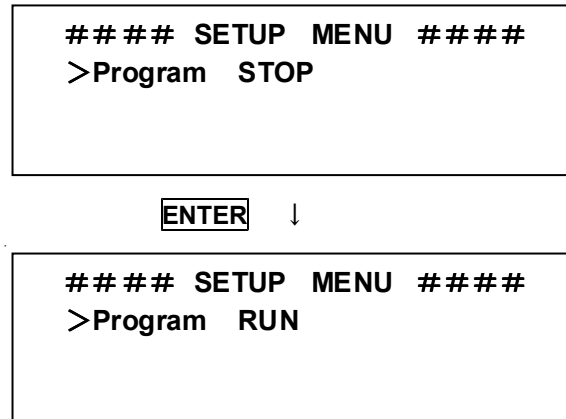 #### SETUP MENU ####
>Program STOP
ENTER ↓
#### SETUP MENU ####
>Program RUN